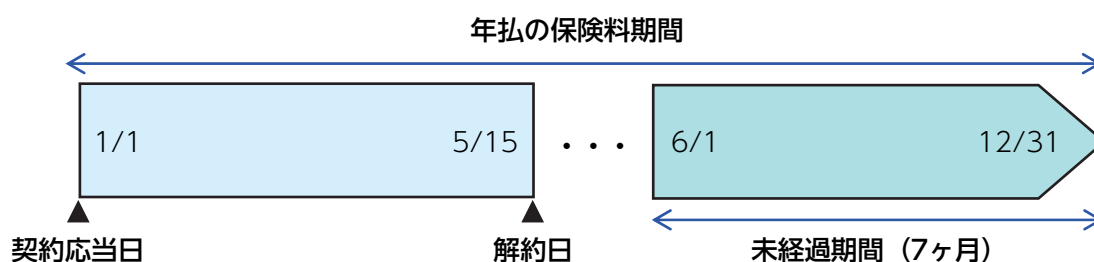 年払の保険料期間
1/1 5/15 ・・・ 6/1 12/31
契約応当日 解約日 未経過期間（7ヶ月）